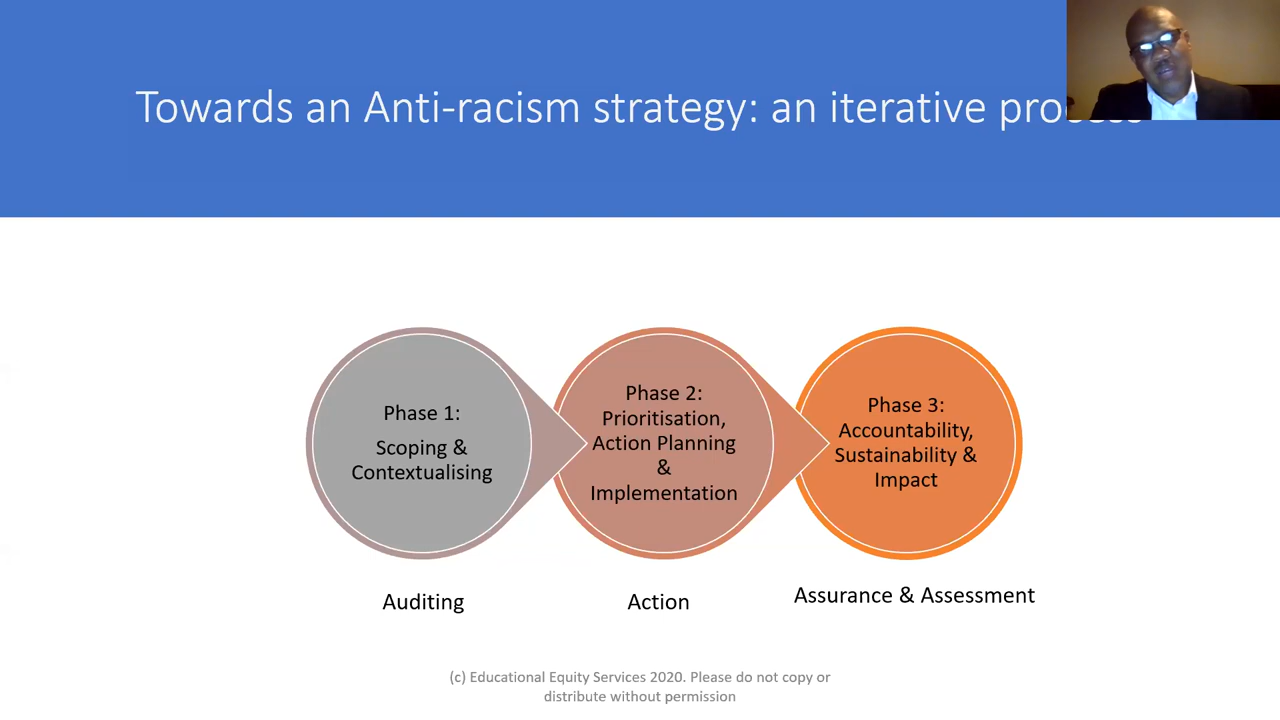 Towards an Anti-racism strategy: an iterative
Phase 1:
Scoping &
Contextualising
Phase 2:
Prioritisation,
Action Planning
&
Implementation
Phase 3:
Accountability,
Sustainability &
Impact
Auditing
Action
Assurance & Assessment
(c) Educational Equity Services 2020. Please do not copy or
distribute without permission